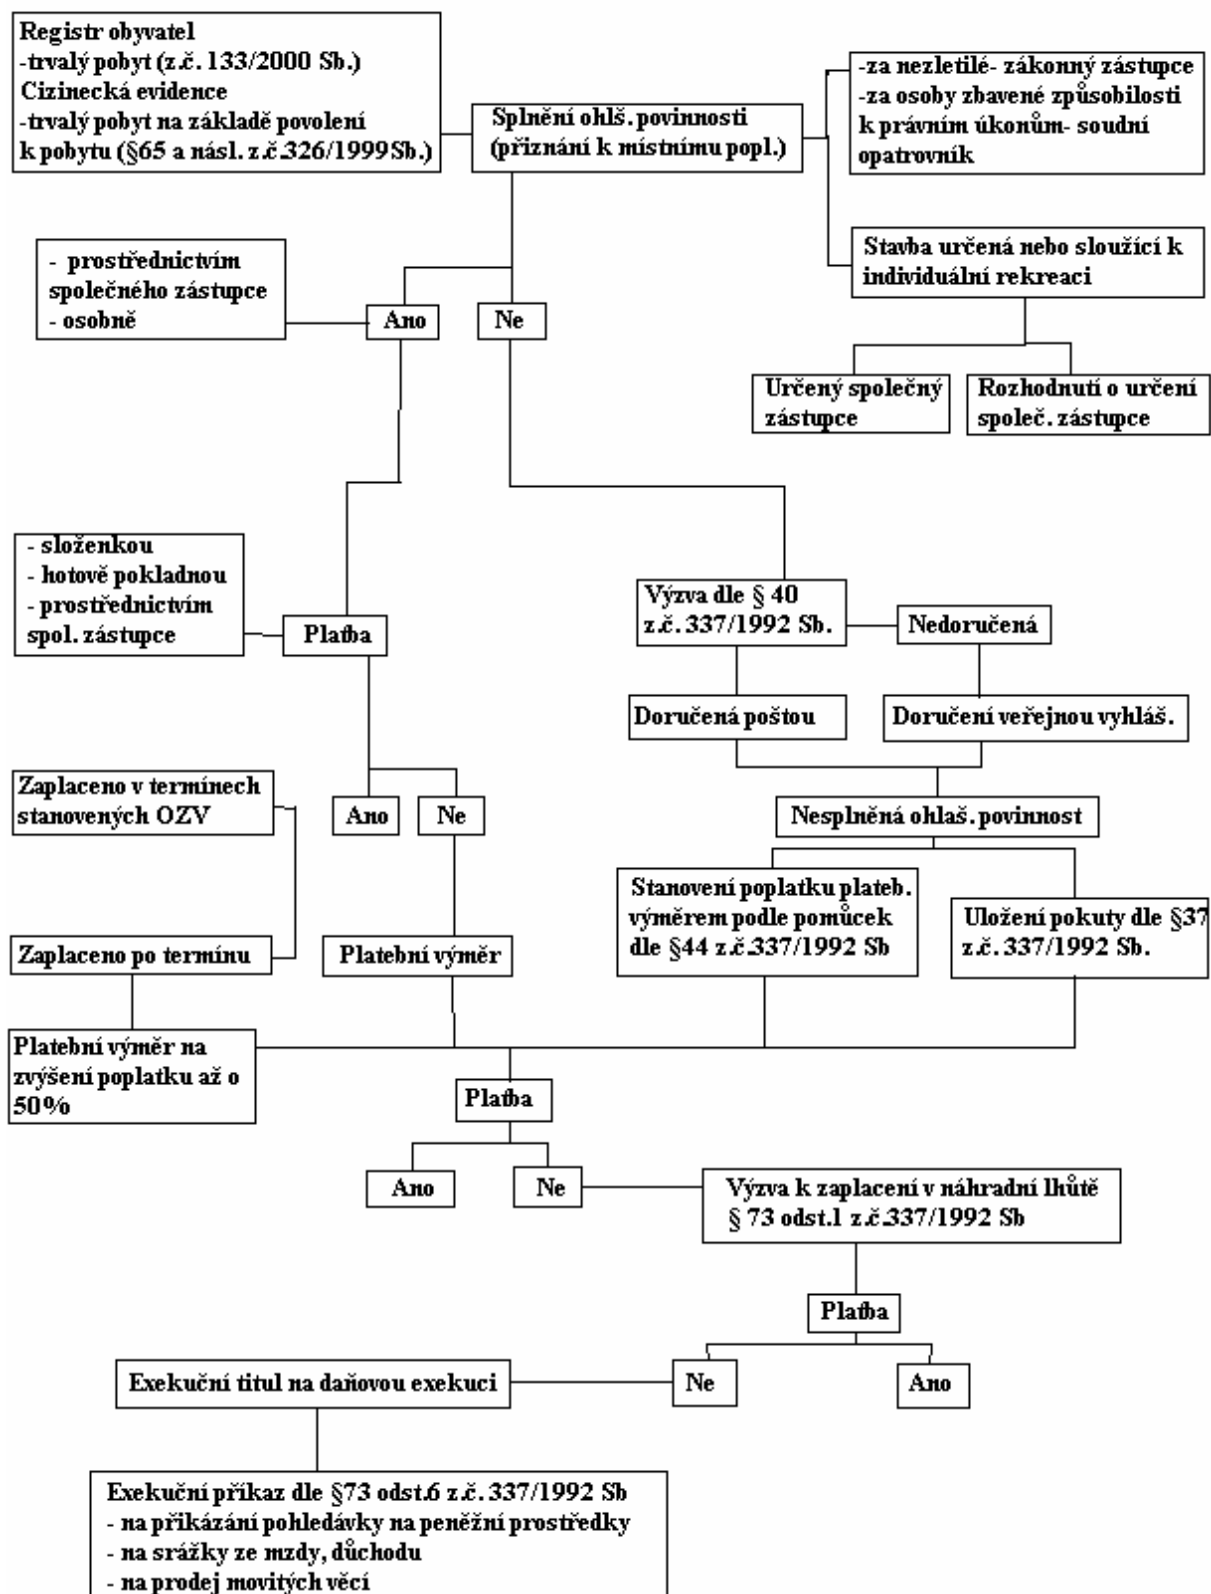 Registr obyvatel
-trvalý pobyt (z.č. 133/2000 Sb.)
Cizinecká evidence
-trvalý pobyt na základě povolení
k pobytu (§65 a násl. z.č.326/1999Sb.)
Splnění ohlš. povinnosti
(přiznání k místnímu popl.)
-za nezletilé- zákonný zástupce
-za osoby zbavené způsobilosti
k právním úkonům- soudní
opatrovník
- prostřednictvím
společného zástupce
- osobně
Ano
Ne
Stavba určená nebo sloužící k
individuální rekreaci
Určený společný
zástupce
Rozhodnutí o určení
společ. zástupce
- složenkou
- hotově pokladnou
- prostřednictvím
spol. zástupce
Platba
Výzva dle § 40
z.č. 337/1992 Sb.
Nedoručená
Doručená poštou
Doručení veřejnou vyhláš.
Zaplaceno v termínech
stanovených OZV
Ano
Ne
Nesplněná ohlaš. povinnost
Stanovení poplatku plateb.
výměrem podle pomůcek
dle §44 z.č.337/1992 Sb
Uložení pokuty dle §37
z.č. 337/1992 Sb.
Zaplaceno po termínu
Platební výměr
Platební výměr na
zvýšení poplatku až o
50%
Platba
Ano
Ne
Výzva k zaplacení v náhradní lhůtě
§ 73 odst.1 z.č.337/1992 Sb
Platba
Exekuční titul na daňovou exekuci
Ne
Ano
Exekuční příkaz dle §73 odst.6 z.č. 337/1992 Sb
- na přikázání pohledávky na peněžní prostředky
- na srážky ze mzdy, důchodu
- na prodej movitých věcí